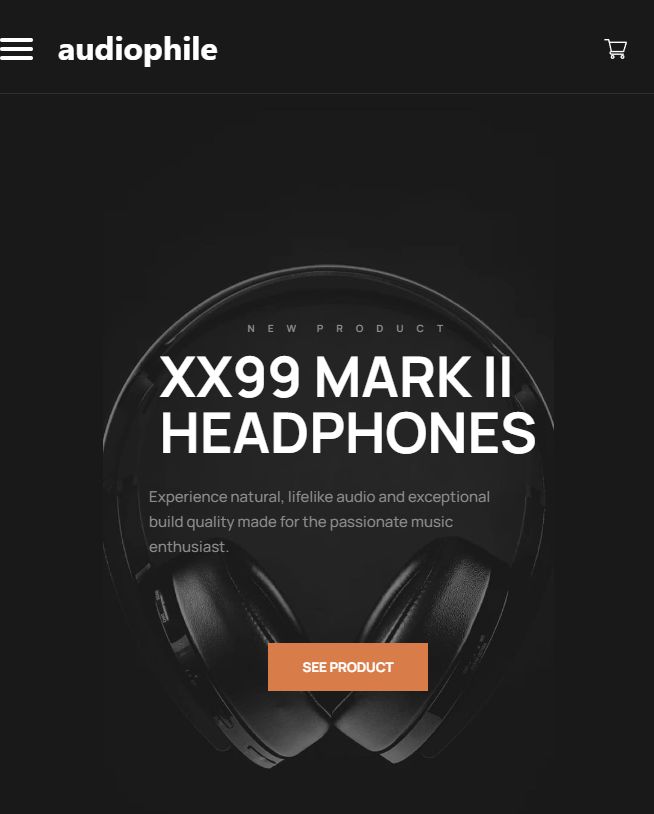 audiophile
NEW PRODUCT
XX99 MARK II
HEADPHONES
Experience natural, lifelike audio and exceptional
build quality made for the passionate music
enthusiast.
SEE PRODUCT